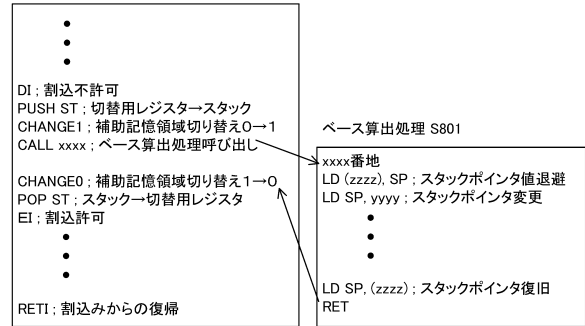 DI ; 割込不許可
PUSH ST ; 切替用レジスタ→スタック
CHANGE1 ; 補助記憶領域切り替え0→1
CALL xxxx ; ベース算出処理呼び出し
CHANGE0 ; 補助記憶領域切り替え1→0
POP ST ; スタック→切替用レジスタ
EI ; 割込許可
RETI ; 割込みからの復帰
ベース算出処理 S801
xxxx番地
LD (zzzz), SP ; スタックポインタ値退避
LD SP, yyyy ; スタックポインタ変更
LD SP, (zzzz) ; スタックポインタ復旧
RET